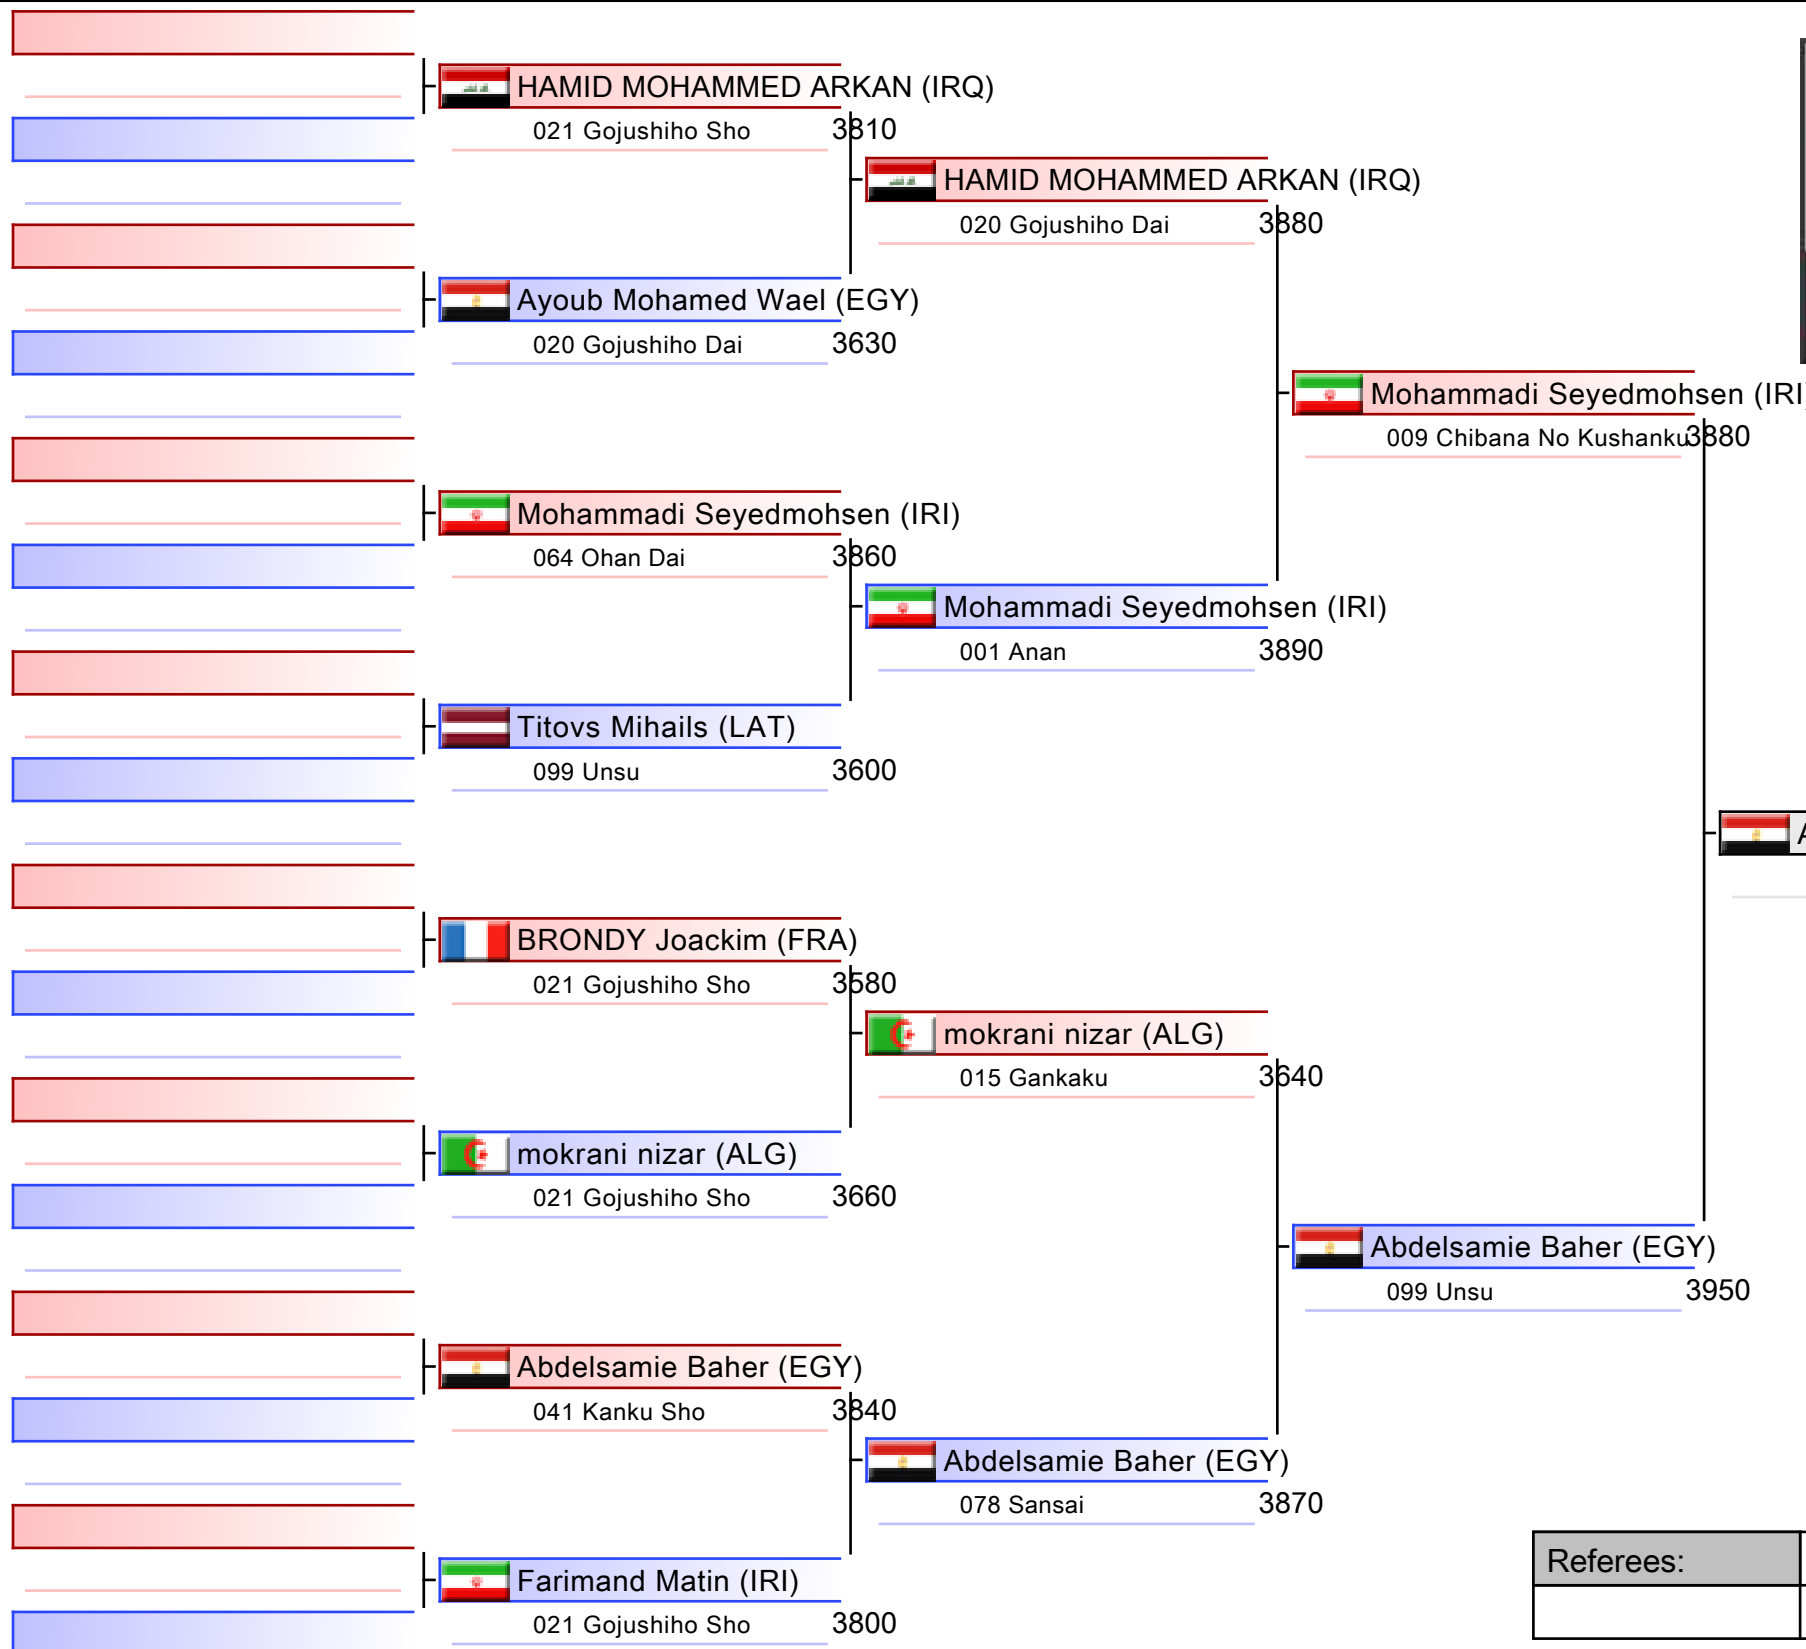 HAMID MOHAMMED ARKAN (IRQ)
021 Gojushiho Sho 3810
HAMID MOHAMMED ARKAN (IRQ)
020 Gojushiho Dai 3880
Ayoub Mohamed Wael (EGY)
020 Gojushiho Dai 3630
Mohammadi Seyedmohsen (IRI)
009 Chibana No Kushanku 3880
Mohammadi Seyedmohsen (IRI)
064 Ohan Dai 3860
Mohammadi Seyedmohsen (IRI)
001 Anan 3890
Titovs Mihails (LAT)
099 Unsu 3600
A
BRONDY Joackim (FRA)
021 Gojushiho Sho 3580
mokrani nizar (ALG)
015 Gankaku 3640
mokrani nizar (ALG)
021 Gojushiho Sho 3660
Abdelsamie Baher (EGY)
099 Unsu 3950
Abdelsamie Baher (EGY)
041 Kanku Sho 3840
Abdelsamie Baher (EGY)
078 Sansai 3870
Referees:
Farimand Matin (IRI)
021 Gojushiho Sho 3800